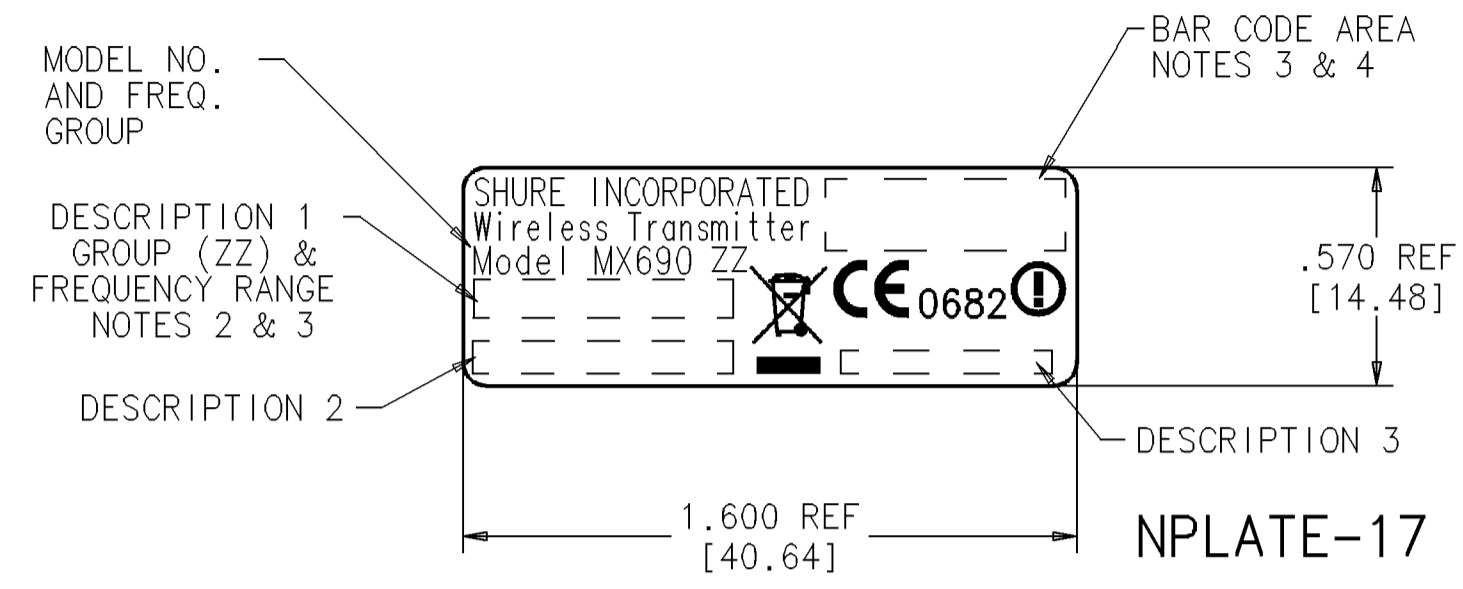 MODEL NO.
AND FREQ.
GROUP
BAR CODE AREA
NOTES 3 & 4
DESCRIPTION 1
GROUP (ZZ) &
FREQUENCY RANGE
NOTES 2 & 3
SHURE INCORPORATED
Wireless Transmitter
Model MX690 ZZ
CE 0682
.570 REF
[14.48]
DESCRIPTION 2
DESCRIPTION 3
1.600 REF
[40.64]
NPLATE-17